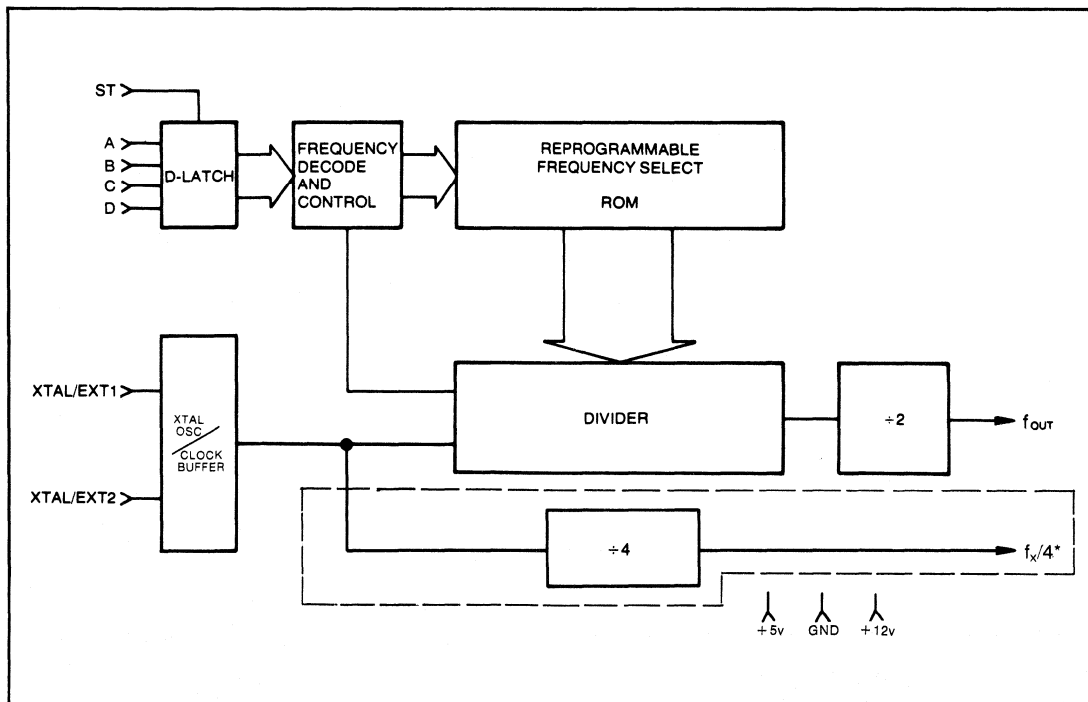 ST
A
B
C
D
D-LATCH
FREQUENCY
DECODE
AND
CONTROL
REPROGRAMMABLE
FREQUENCY SELECT
ROM
XTAL/EXT1
XTAL/EXT2
XTAL
OSC
CLOCK
BUFFER
DIVIDER
÷2
fOUT
÷4
fx/4*
+5v
GND
+12v